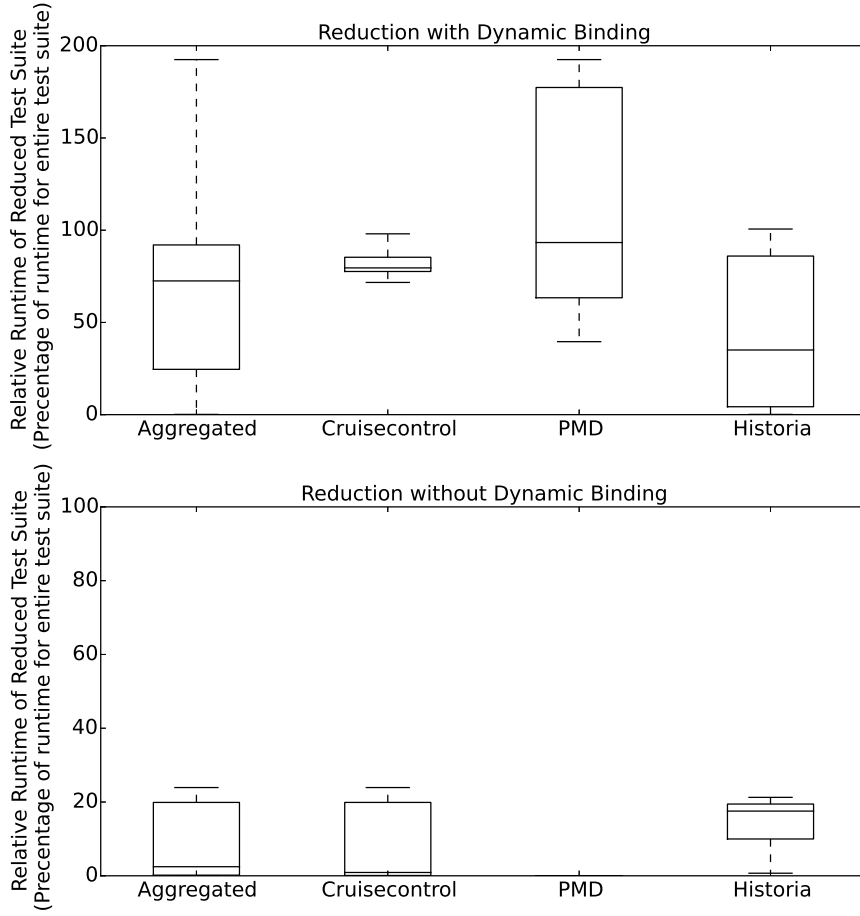 Reduction with Dynamic Binding
Relative Runtime of Reduced Test Suite
(Precentage of runtime for entire test suite)
200
150
100
50
0
Aggregated
Cruisecontrol
PMD
Historia
Reduction without Dynamic Binding
Relative Runtime of Reduced Test Suite
(Precentage of runtime for entire test suite)
100
80
60
40
20
0
Aggregated
Cruisecontrol
PMD
Historia